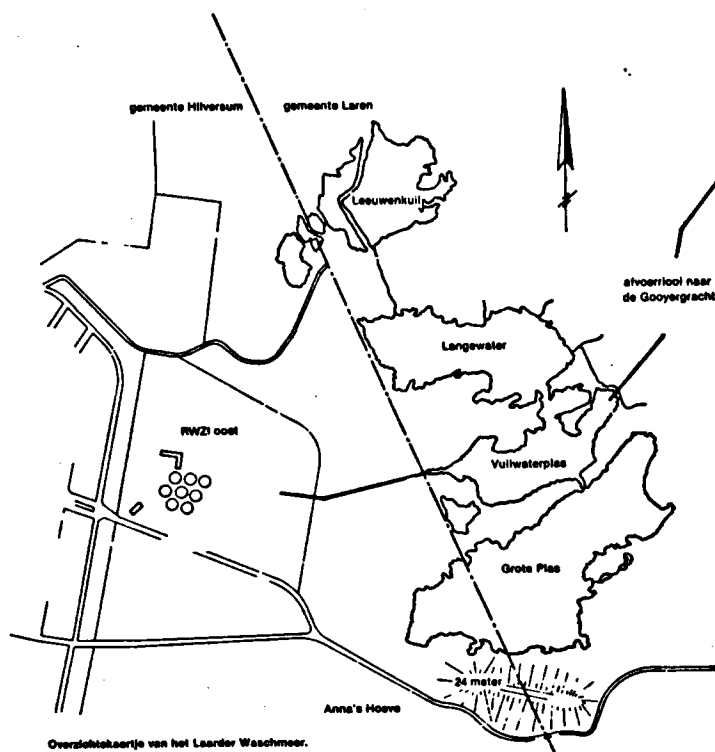 gemeente Hilversum
gemeente Laren
Leeuwenkuil
afvoerriool naar
de Gooyergracht
Langewater
RWZI oost
Vuilwaterplas
Grote Plas
24 meter
Anna's Hoeve
Overzichtskaartje van het Laarder Waschmeer.